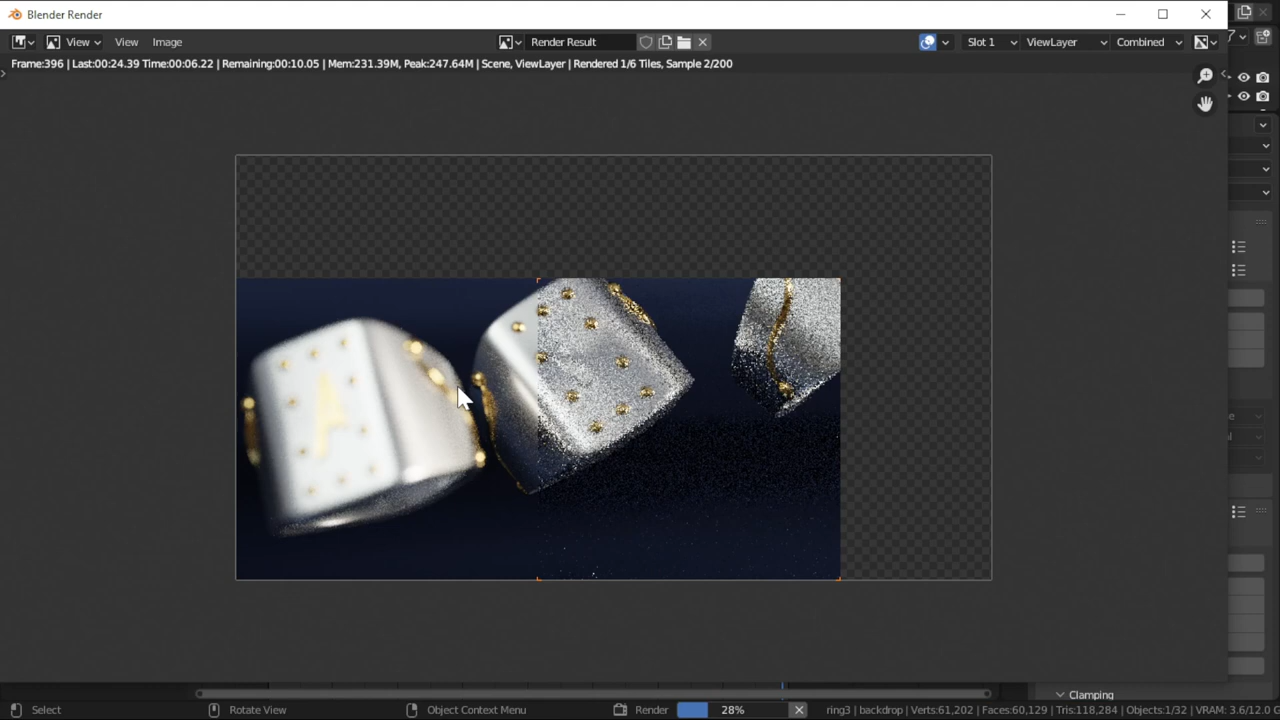 Blender Render
View View Image Render Result Slot 1 ViewLayer Combined
Frame:396 | Last:00:24.39 Time:00:06.22 | Remaining:00:10.05 | Mem:231.39M, Peak:247.64M | Scene, ViewLayer | Rendered 1/6 Tiles, Sample 2/200
A
Clamping
Select Rotate View Object Context Menu Render 28% ring3 | backdrop | Verts:61,202 | Faces:60,129 | Tris:118,284 | Objects:1/32 | VRAM: 3.6/12.0 G